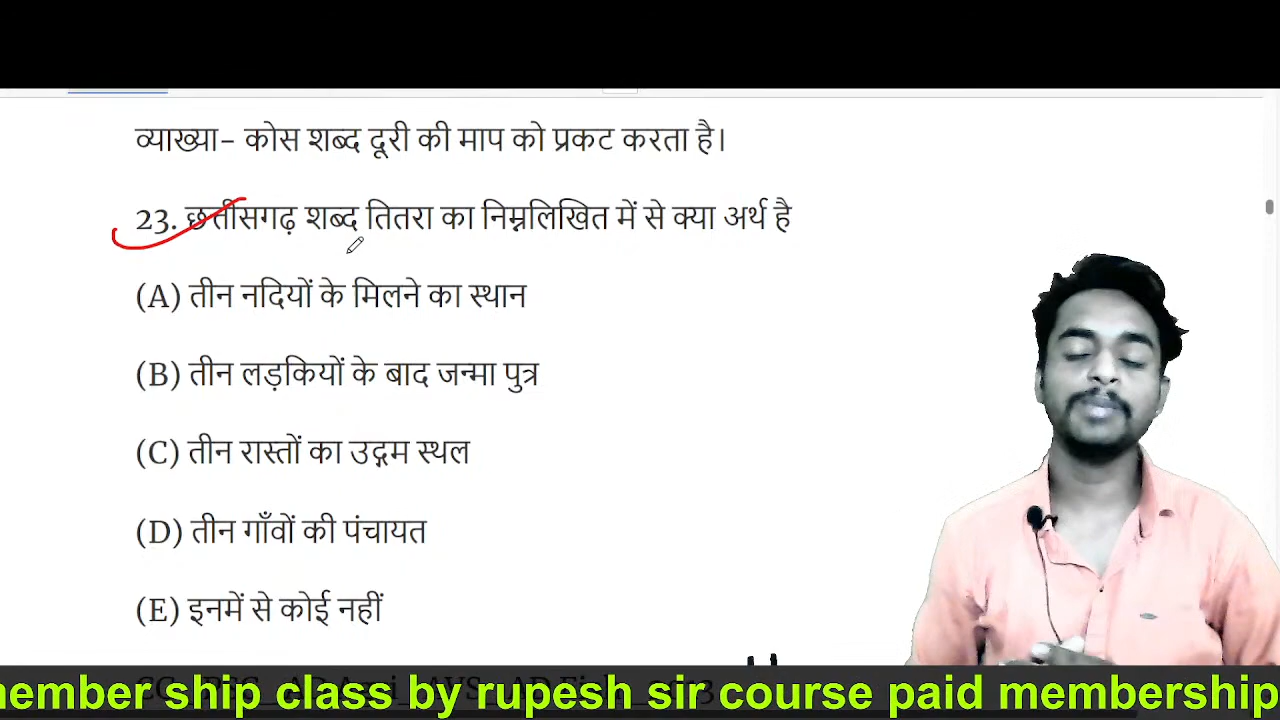 व्याख्या- कोस शब्द दूरी की माप को प्रकट करता है।
23. छत्तीसगढ़ शब्द तितरा का निम्नलिखित में से क्या अर्थ है
(A) तीन नदियों के मिलने का स्थान
(B) तीन लड़कियों के बाद जन्मा पुत्र
(C) तीन रास्तों का उद्गम स्थल
(D) तीन गाँवों की पंचायत
(E) इनमें से कोई नहीं
member ship class by rupesh sir course paid membership